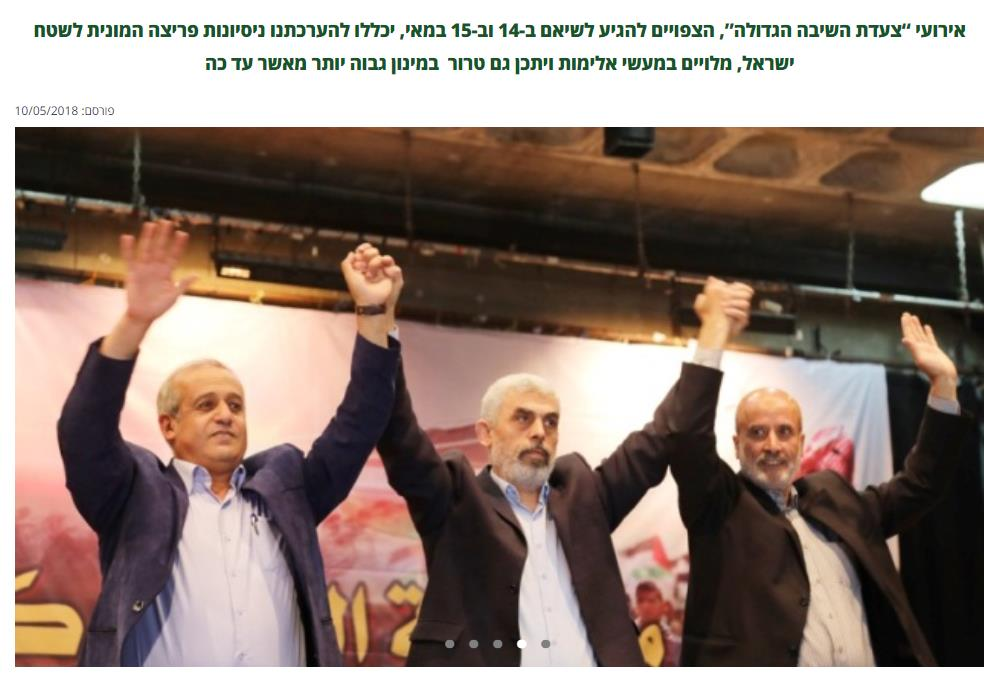 אירועי “צעדת השיבה הגדולה”, הצפויים להגיע לשיאם ב-14 וב-15 במאי, יכללו להערכתנו ניסיונות פריצה המונית לשטח
ישראל, מלווים במעשי אלימות ויתכן גם טרור במינון גבוה יותר מאשר עד כה
פורסם: 10/05/2018